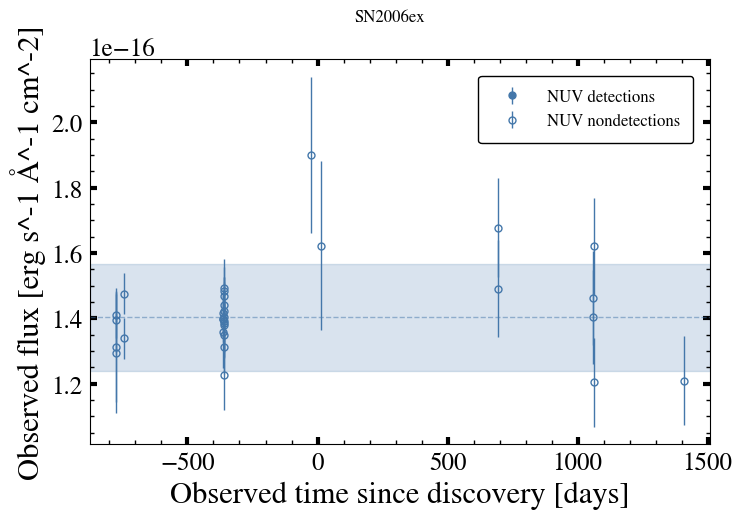 SN2006ex
1e−16
NUV detections
NUV nondetections
2.0
1.8
1.6
1.4
1.2
Observed flux [erg s^-1 Å^-1 cm^-2]
−500 0 500 1000 1500
Observed time since discovery [days]